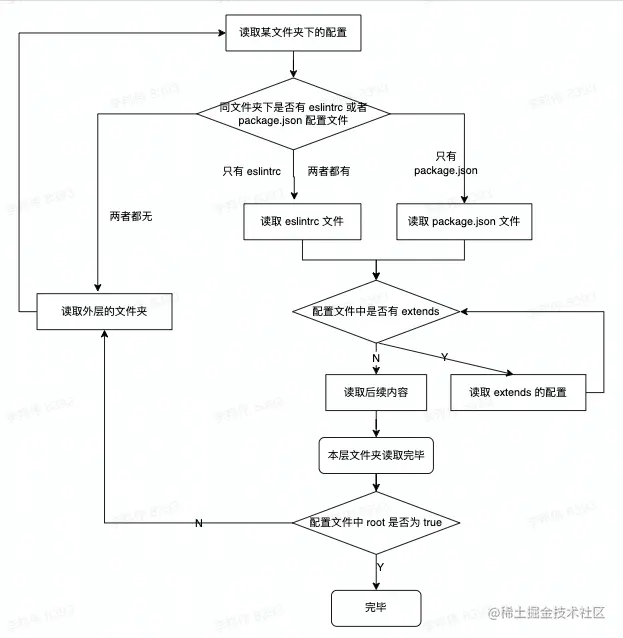 读取某文件夹下的配置
同文件夹下是否有 eslintrc 或者
package.json 配置文件
只有 eslintrc
两者都有
只有
package.json
两者都无
读取 eslintrc 文件
读取 package.json 文件
读取外层的文件夹
配置文件中是否有 extends
N
Y
读取后续内容
读取 extends 的配置
本层文件夹读取完毕
配置文件中 root 是否为 true
N
Y
完毕
@稀土掘金技术社区